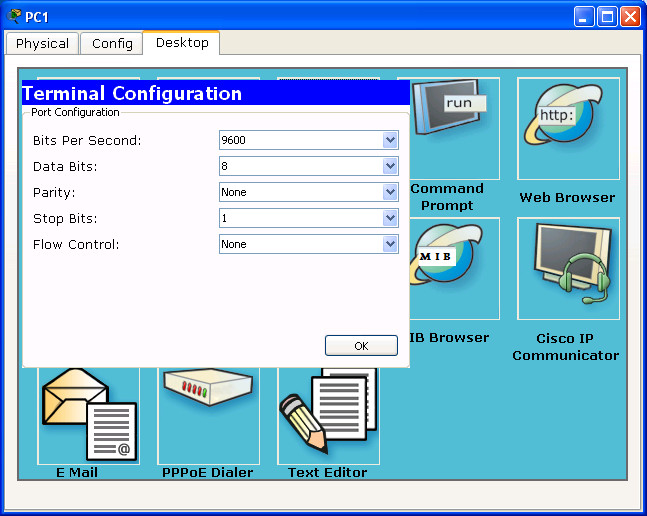 PC1
Physical Config Desktop
Terminal Configuration
Port Configuration
Bits Per Second: 9600
Data Bits: 8
Parity: None
Stop Bits: 1
Flow Control: None
OK
run
http:
Command
Prompt
Web Browser
MIB
IB Browser
Cisco IP
Communicator
@
E Mail
PPPoE Dialer
Text Editor